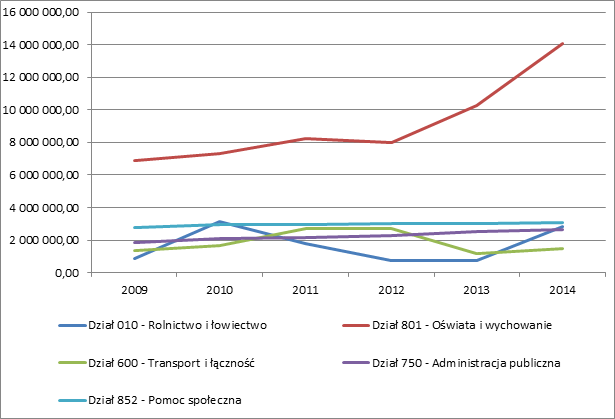 16 000 000,00
14 000 000,00
12 000 000,00
10 000 000,00
8 000 000,00
6 000 000,00
4 000 000,00
2 000 000,00
0,00
2009 2010 2011 2012 2013 2014
Dział 010 - Rolnictwo i łowiectwo Dział 801 - Oświata i wychowanie
Dział 600 - Transport i łączność Dział 750 - Administracja publiczna
Dział 852 - Pomoc społeczna